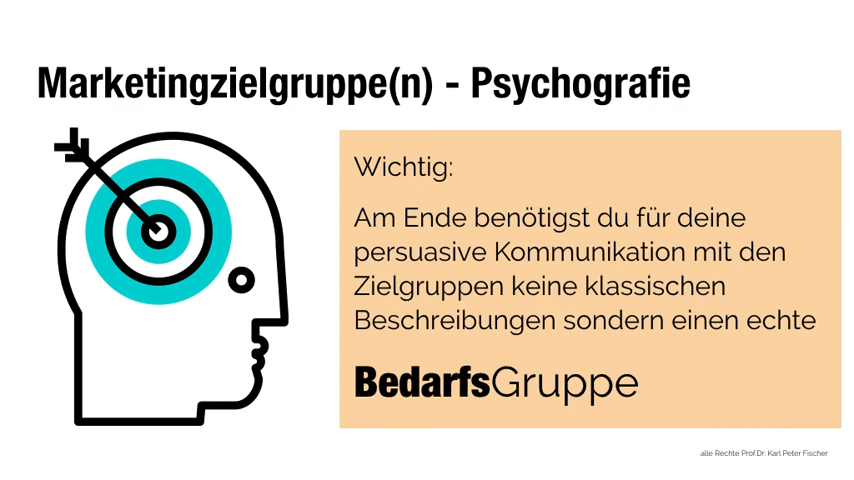 Marketingzielgruppe(n) - Psychografie
Wichtig:
Am Ende benötigst du für deine
persuasive Kommunikation mit den
Zielgruppen keine klassischen
Beschreibungen sondern einen echte
BedarfsGruppe
alle Rechte Prof.Dr. Karl Peter Fischer